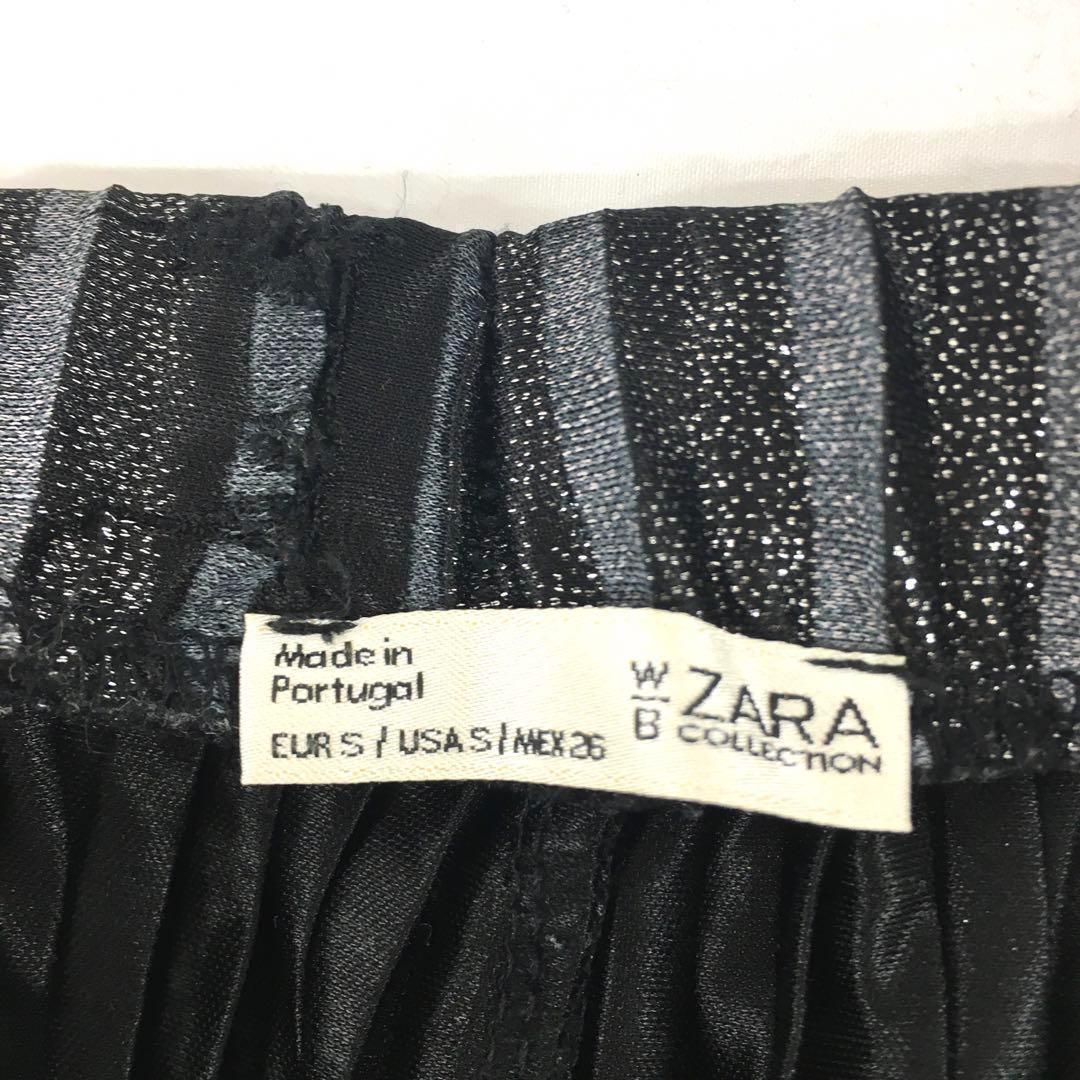 Made in
Portugal
EUR S / USA S / MEX 26
W
B
ZARA
COLLECTION